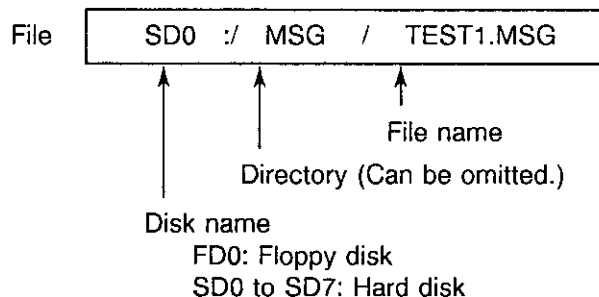 File SD0 :/ MSG / TEST1.MSG
File name
Directory (Can be omitted.)
Disk name
FD0: Floppy disk
SD0 to SD7: Hard disk